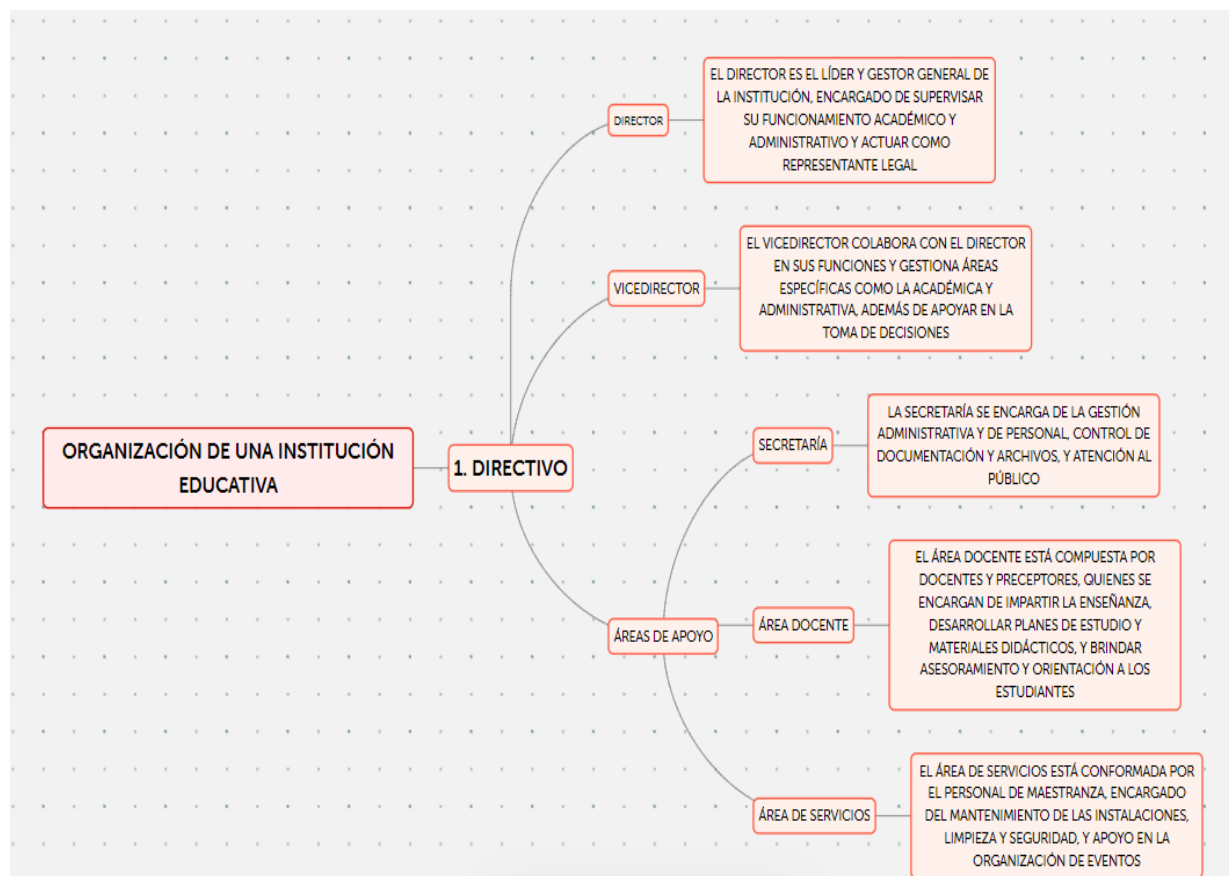 ORGANIZACIÓN DE UNA INSTITUCIÓN
EDUCATIVA
1. DIRECTIVO
DIRECTOR
EL DIRECTOR ES EL LÍDER Y GESTOR GENERAL DE
LA INSTITUCIÓN, ENCARGADO DE SUPERVISAR
SU FUNCIONAMIENTO ACADÉMICO Y
ADMINISTRATIVO Y ACTUAR COMO
REPRESENTANTE LEGAL
VICEDIRECTOR
EL VICEDIRECTOR COLABORA CON EL DIRECTOR
EN SUS FUNCIONES Y GESTIONA ÁREAS
ESPECÍFICAS COMO LA ACADÉMICA Y
ADMINISTRATIVA, ADEMÁS DE APOYAR EN LA
TOMA DE DECISIONES
ÁREAS DE APOYO
SECRETARÍA
LA SECRETARÍA SE ENCARGA DE LA GESTIÓN
ADMINISTRATIVA Y DE PERSONAL, CONTROL DE
DOCUMENTACIÓN Y ARCHIVOS, Y ATENCIÓN AL
PÚBLICO
ÁREA DOCENTE
EL ÁREA DOCENTE ESTÁ COMPUESTA POR
DOCENTES Y PRECEPTORES, QUIENES SE
ENCARGAN DE IMPARTIR LA ENSEÑANZA,
DESARROLLAR PLANES DE ESTUDIO Y
MATERIALES DIDÁCTICOS, Y BRINDAR
ASESORAMIENTO Y ORIENTACIÓN A LOS
ESTUDIANTES
ÁREA DE SERVICIOS
EL ÁREA DE SERVICIOS ESTÁ CONFORMADA POR
EL PERSONAL DE MAESTRANZA, ENCARGADO
DEL MANTENIMIENTO DE LAS INSTALACIONES,
LIMPIEZA Y SEGURIDAD, Y APOYO EN LA
ORGANIZACIÓN DE EVENTOS